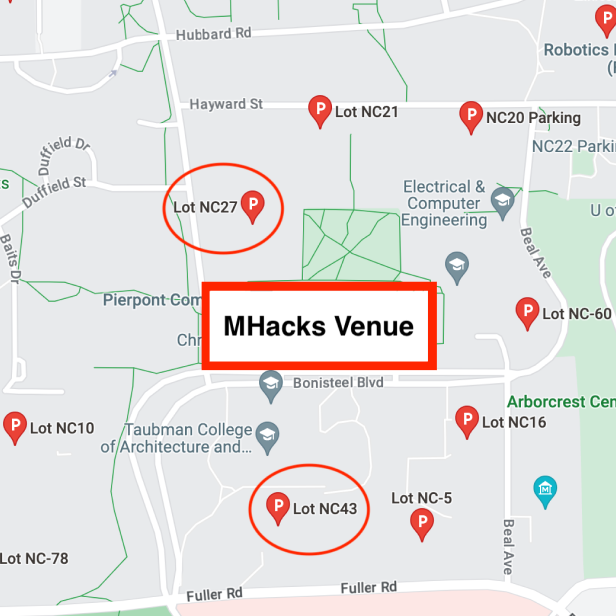 Hubbard Rd
Robotics
(I
Hayward St
P
Lot NC21
P
NC20 Parking
P
NC22 Parki
Duffield Dr
Duffield St
s
Lot NC27
P
Electrical &
Computer
Engineering
U o
Baits Dr
Beal Ave
Pierpont Com
MHacks Venue
P
Lot NC-60
Chr
Bonisteel Blvd
Arborcrest Cen
P
Lot NC10
Taubman College
of Architecture and...
P
Lot NC16
P
Lot NC43
Lot NC-5
P
Beal Ave
Lot NC-78
Fuller Rd
Fuller Rd